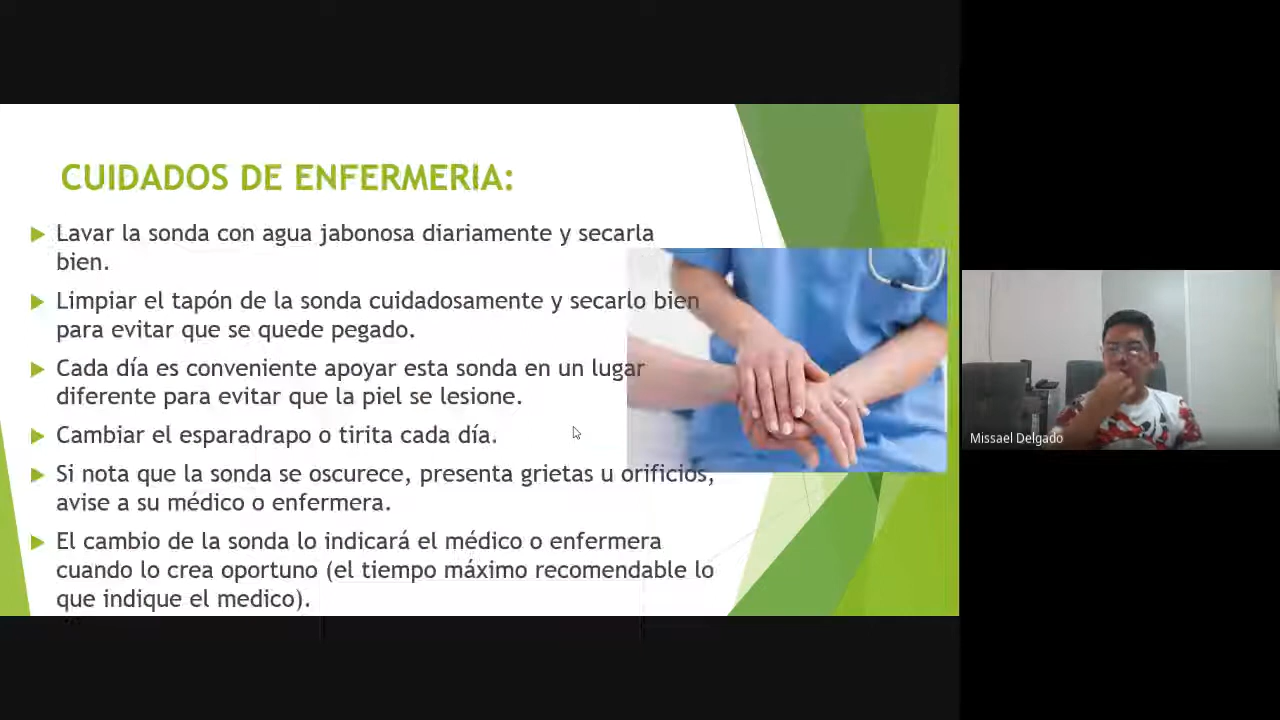 CUIDADOS DE ENFERMERIA:
Lavar la sonda con agua jabonosa diariamente y secarla
bien.
Limpiar el tapón de la sonda cuidadosamente y secarlo bien
para evitar que se quede pegado.
Cada día es conveniente apoyar esta sonda en un lugar
diferente para evitar que la piel se lesione.
Cambiar el esparadrapo o tirita cada día.
Si nota que la sonda se oscurece, presenta grietas u orificios,
avise a su médico o enfermera.
El cambio de la sonda lo indicará el médico o enfermera
cuando lo crea oportuno (el tiempo máximo recomendable lo
que indique el medico).
Missael Delgado